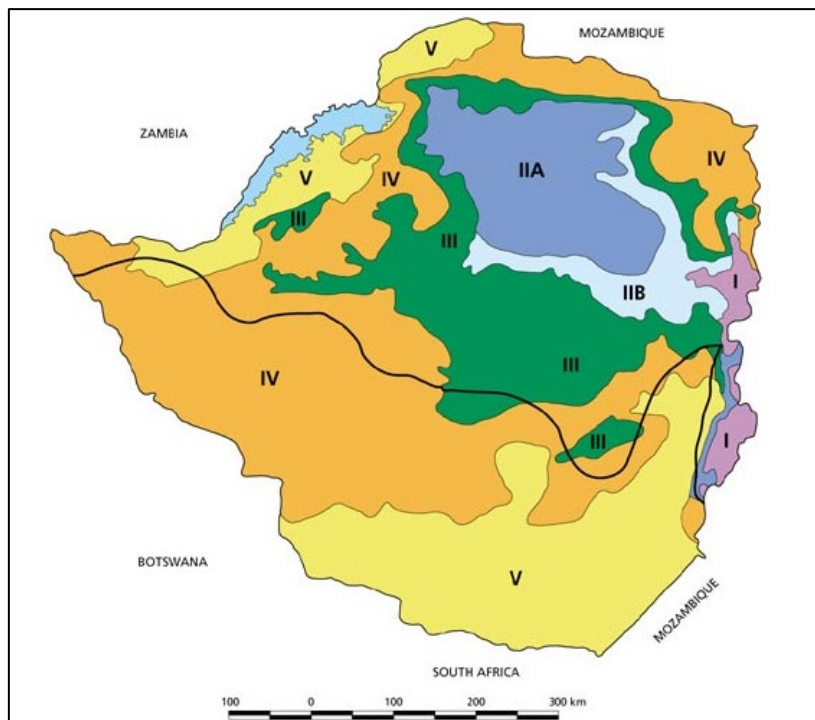 MOZAMBIQUE
V
ZAMBIA
IIA
IV
V
IV
III
III
I
IIB
III
IV
III
I
V
BOTSWANA
MOZAMBIQUE
SOUTH AFRICA
100 0 100 200 300 km